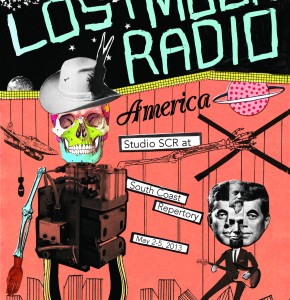 LOST MOON
RADIO
America
Studio SCR at
South Coast
Repertory
May 2-5, 2013